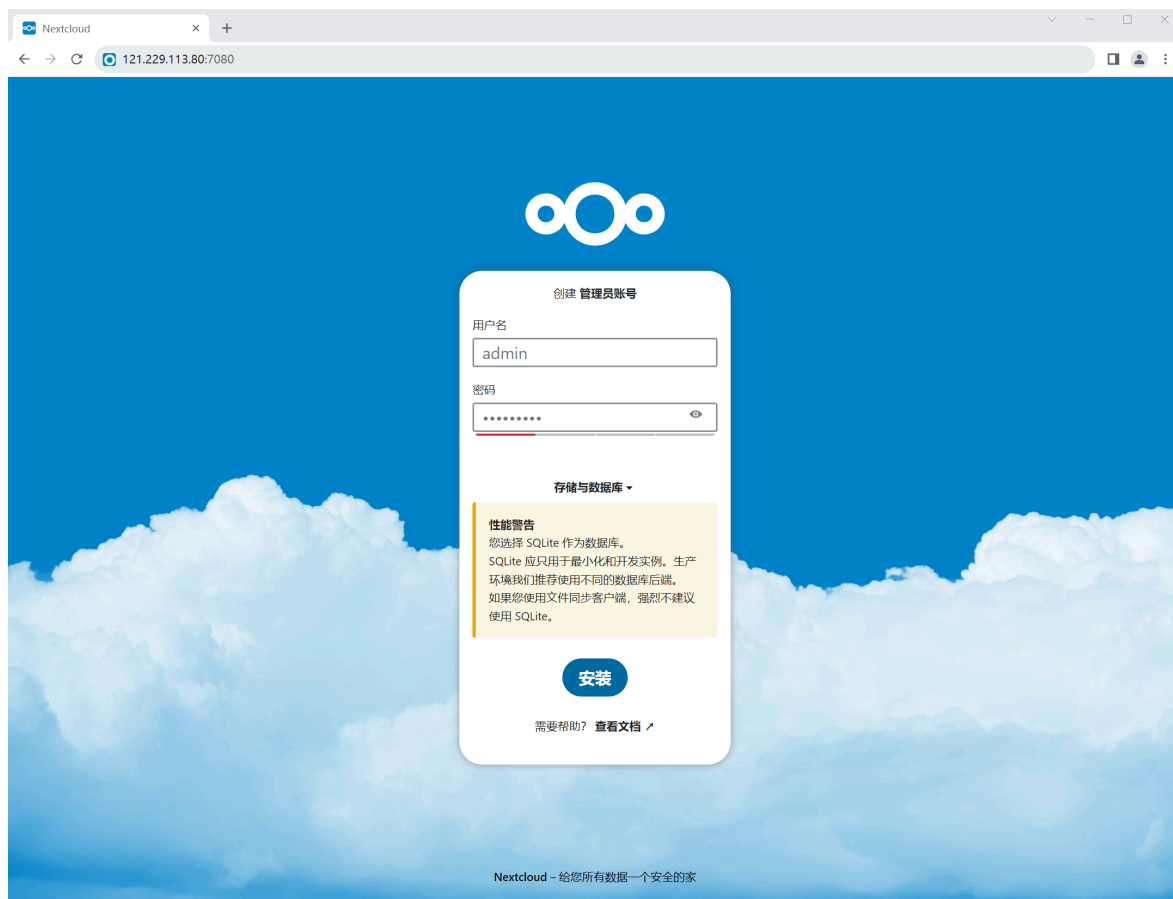 Nextcloud
121.229.113.80:7080
创建 管理员账号
用户名
admin
密码
•••••••••
存储与数据库
性能警告
您选择 SQLite 作为数据库。
SQLite 应只用于最小化和开发实例。生产
环境我们推荐使用不同的数据库后端。
如果您使用文件同步客户端，强烈不建议
使用 SQLite。
安装
需要帮助？ 查看文档 ↗
Nextcloud – 给您所有数据一个安全的家